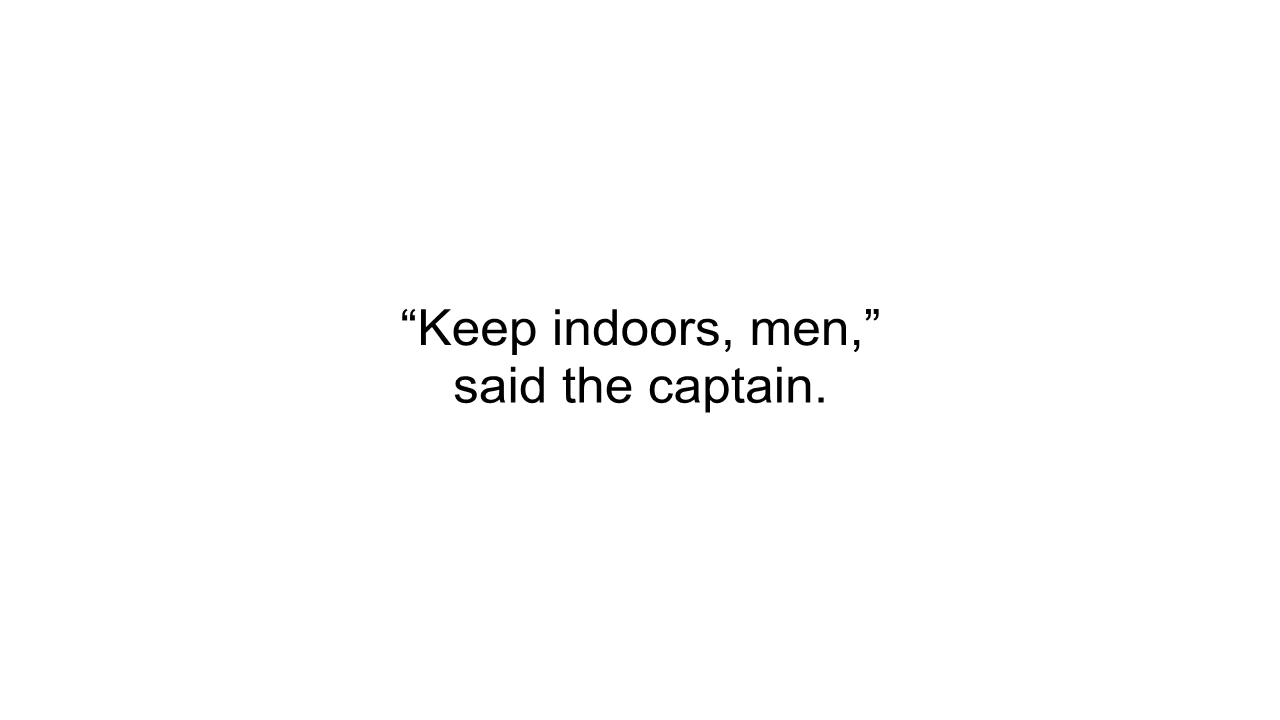 “Keep indoors, men,”
said the captain.